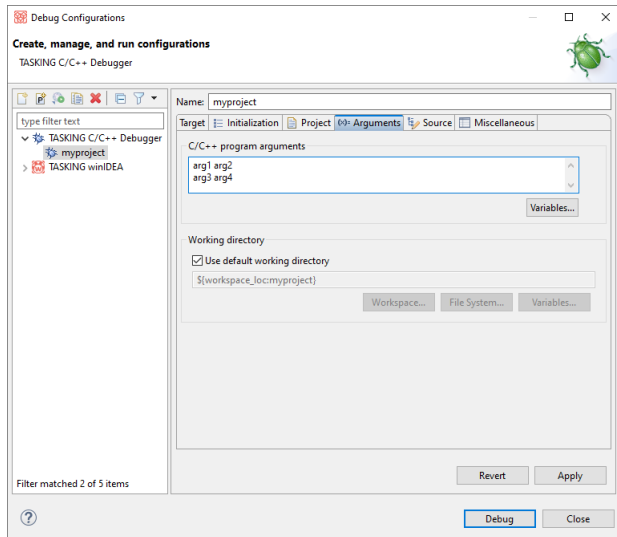 Debug Configurations
Create, manage, and run configurations
TASKING C/C++ Debugger
type filter text
TASKING C/C++ Debugger
myproject
TASKING winIDEA
Filter matched 2 of 5 items
Name: myproject
Target Initialization Project (x)= Arguments Source Miscellaneous
C/C++ program arguments
arg1 arg2
arg3 arg4
Variables...
Working directory
Use default working directory
${workspace_loc:myproject}
Workspace... File System... Variables...
Revert Apply
? Debug Close